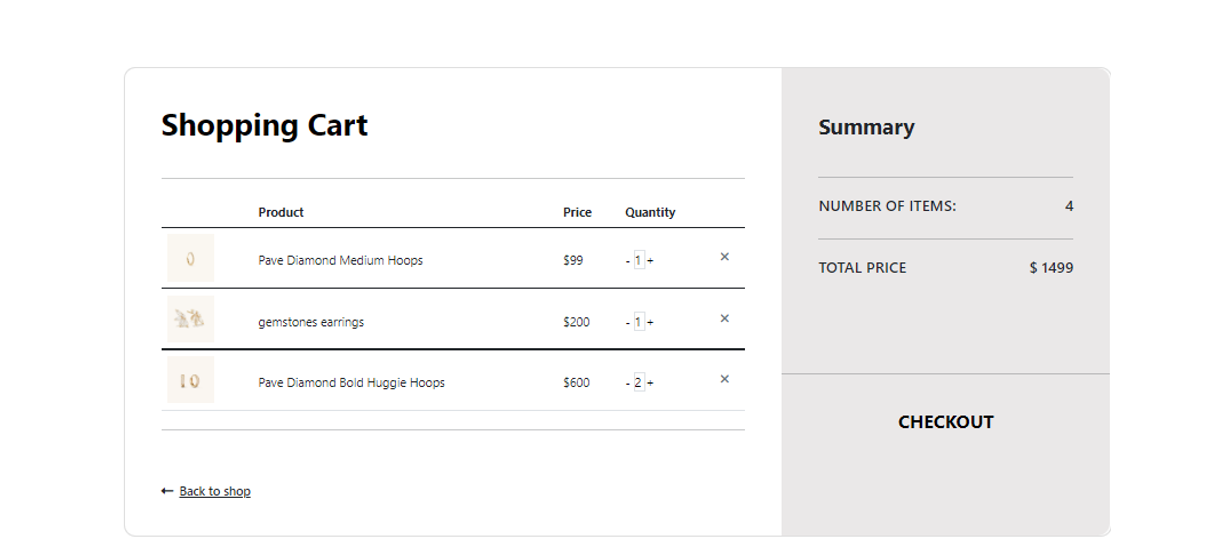 Shopping Cart
Product Price Quantity
Pave Diamond Medium Hoops $99 - 1 + ×
gemstones earrings $200 - 1 + ×
Pave Diamond Bold Huggie Hoops $600 - 2 + ×
← Back to shop
Summary
NUMBER OF ITEMS: 4
TOTAL PRICE $ 1499
CHECKOUT